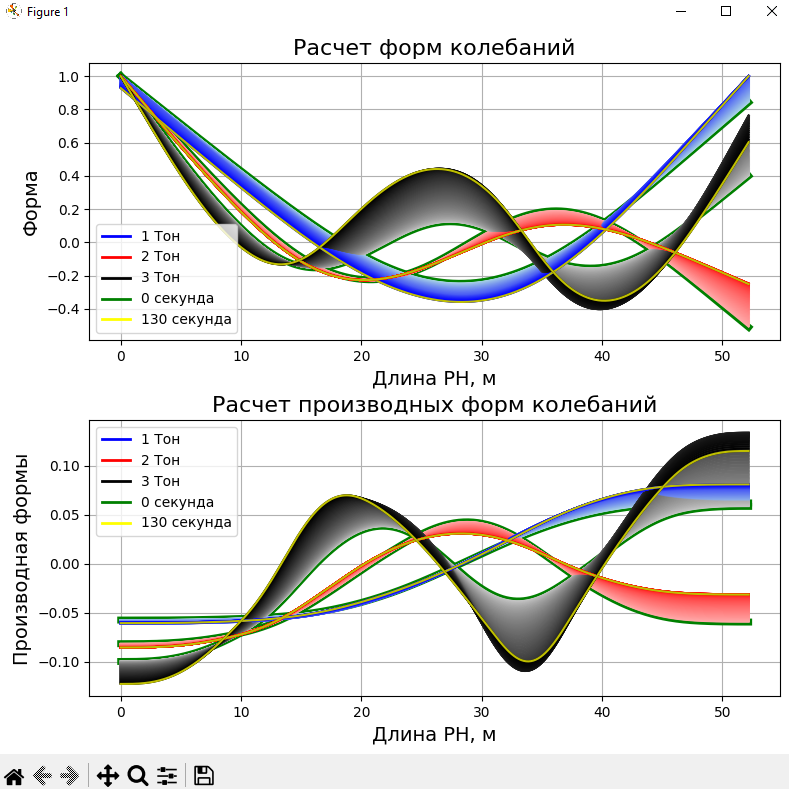 Figure 1
Расчет форм колебаний
Форма
1.0
0.8
0.6
0.4
0.2
0.0
−0.2
−0.4
1 Тон
2 Тон
3 Тон
0 секунда
130 секунда
0 10 20 30 40 50
Длина РН, м
Расчет производных форм колебаний
Производная формы
0.10
0.05
0.00
−0.05
−0.10
1 Тон
2 Тон
3 Тон
0 секунда
130 секунда
0 10 20 30 40 50
Длина РН, м